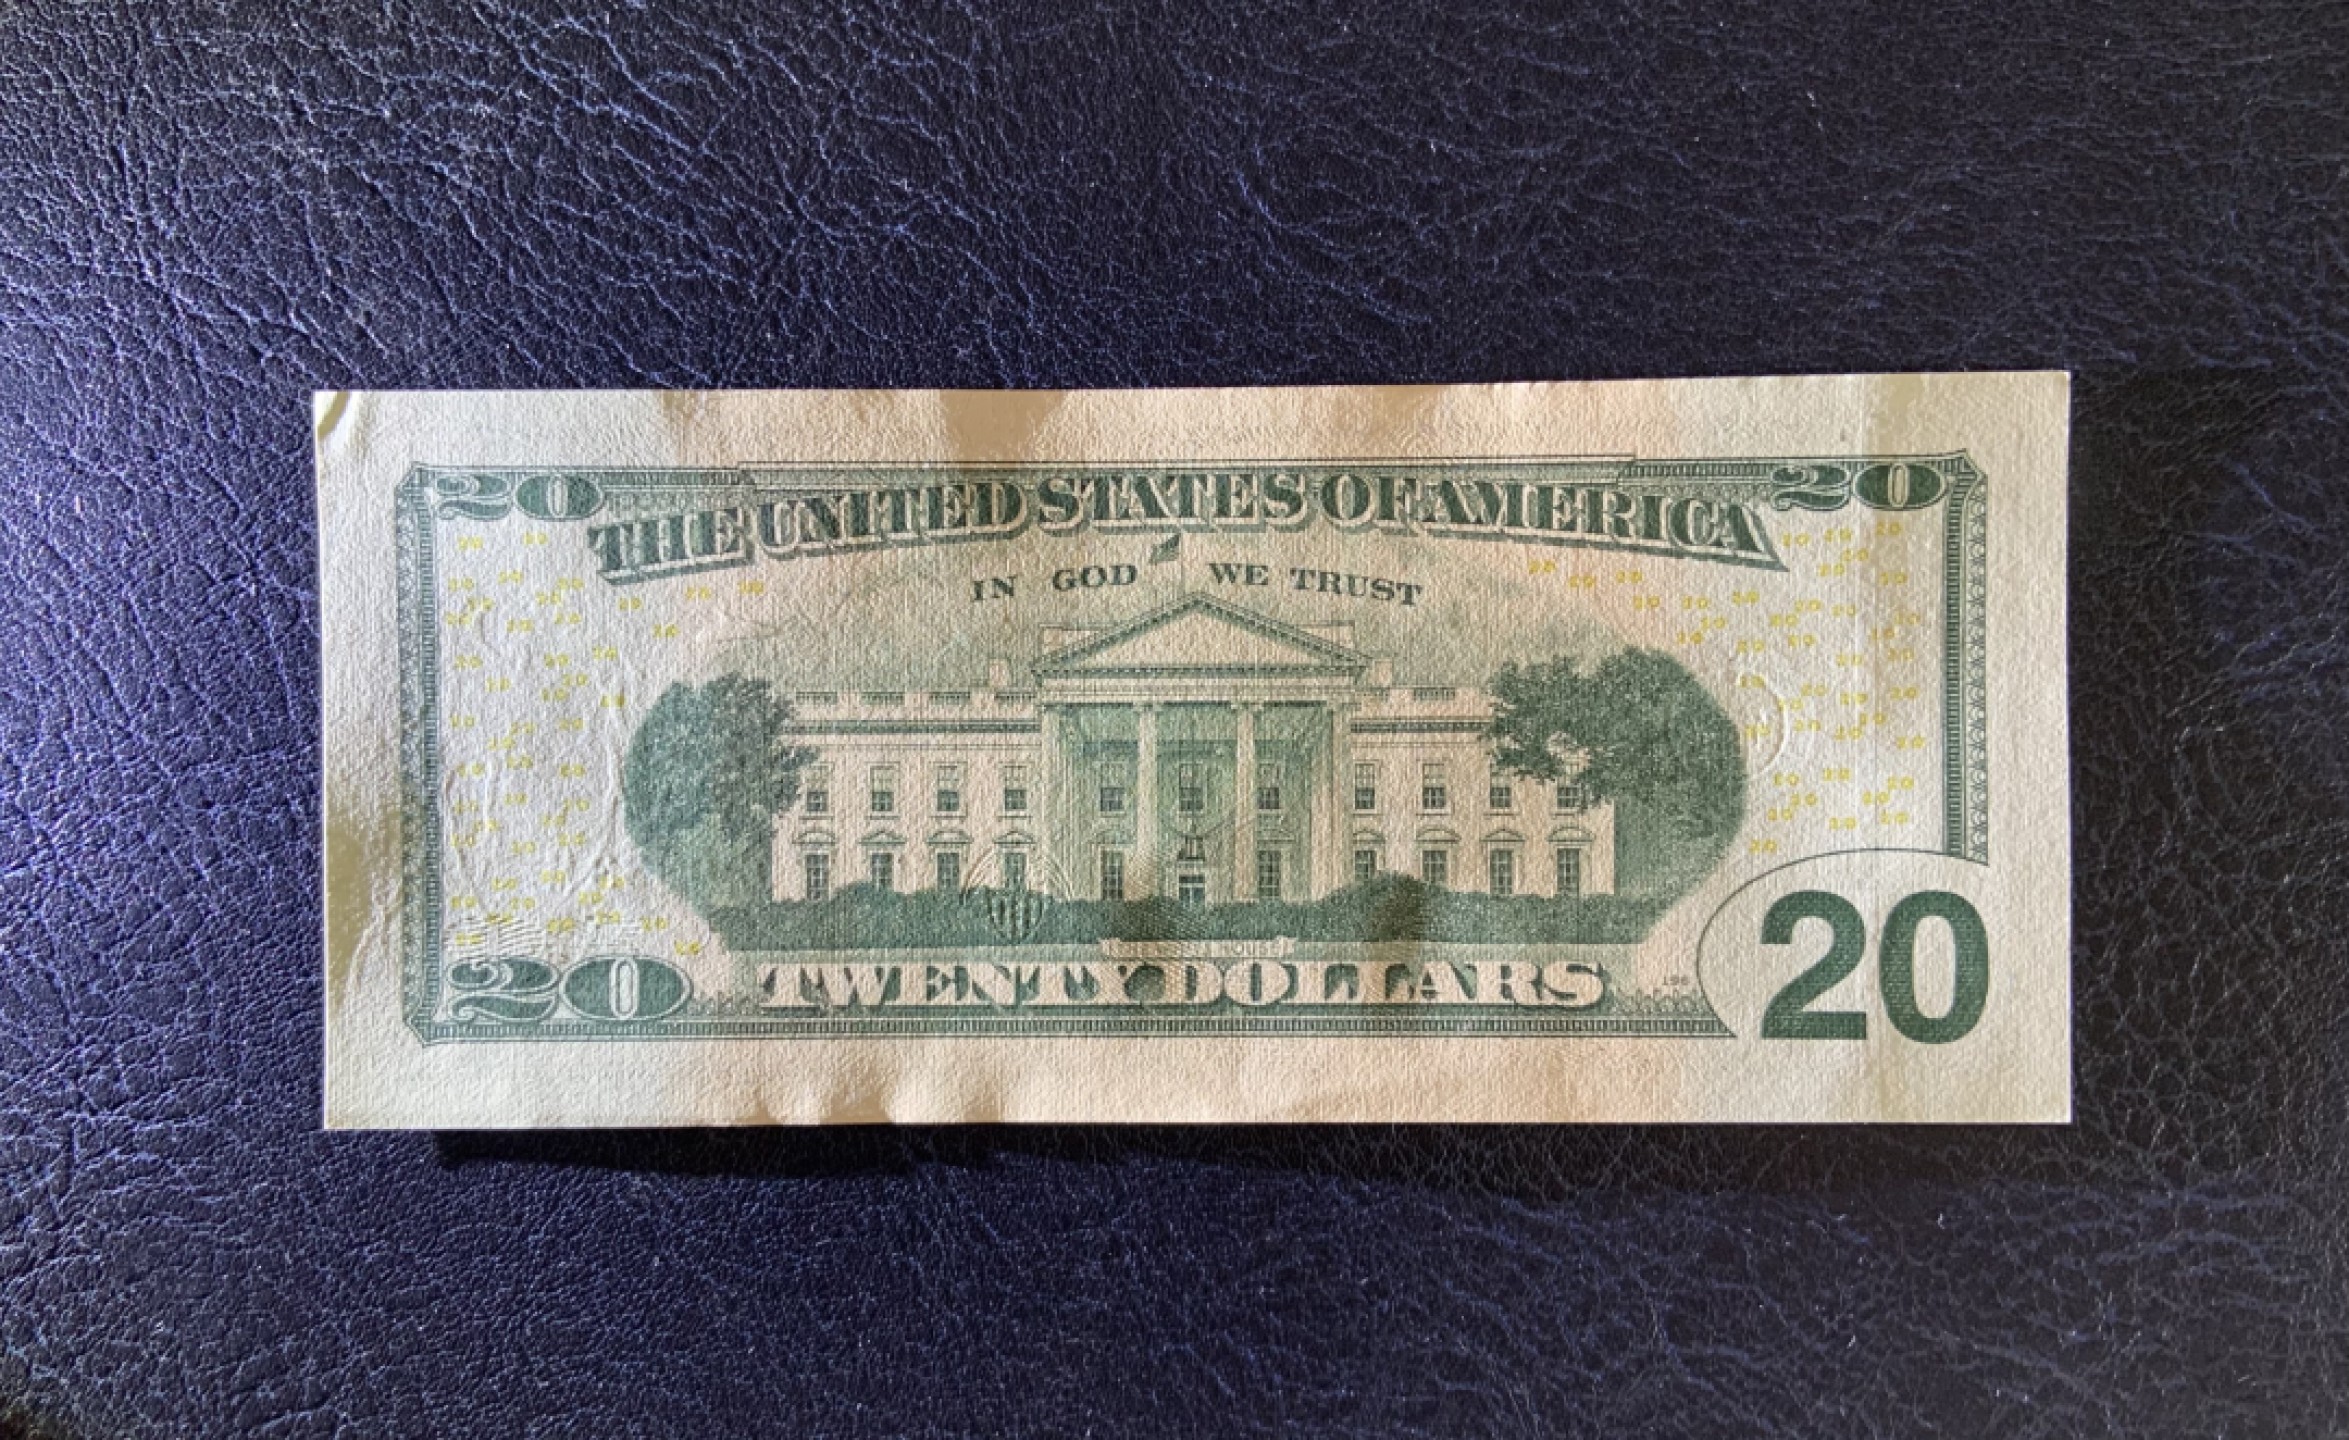 20 20
THE UNITED STATES OF AMERICA
IN GOD WE TRUST
20 TWENTY DOLLARS 20